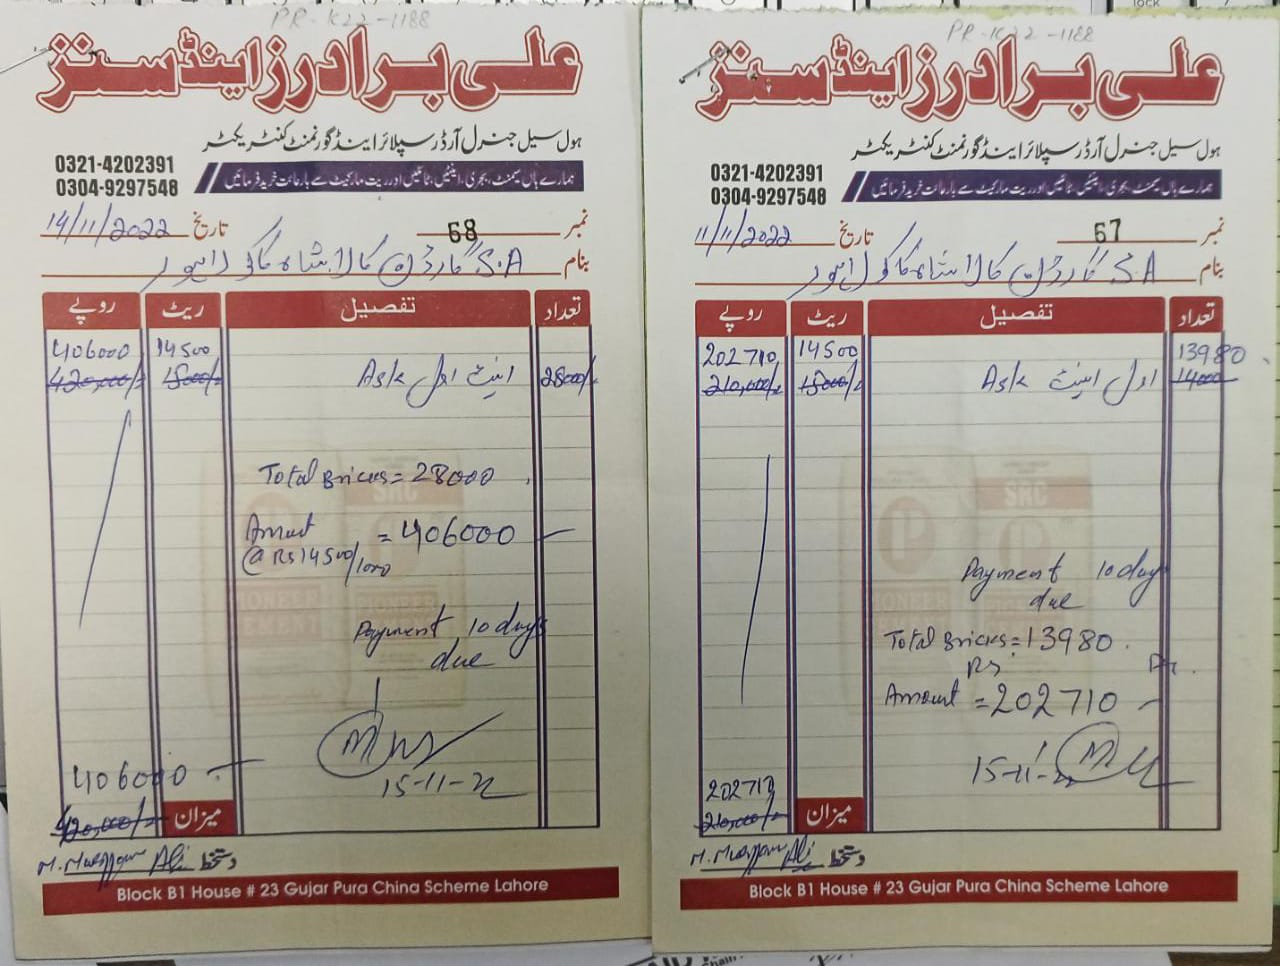 PR-K22-1188
علی برادرز اینڈ سنز
ہول سیل جنرل آرڈر سپلائر اینڈ گورنمنٹ کنٹریکٹر
0321-4202391
0304-9297548
ہمارے ہاں سیمنٹ، بجری، اینٹیں، ٹائیلیں اور ریت مارکیٹ سے بارعائت خرید فرمائیں
نمبر 68 تاریخ 14/11/2022
بنام S.A گارڈن کالا شاہ کاکو لاہور
تعداد تفصیل ریٹ روپے
14500 406000
28000/- اینٹ اول Ask 15000/- 420,000/-
Total Bricks = 28000
Amount = 406000
@ Rs 14500/1000
Payment 10 days
due
15-11-22
406000
میزان 420,000/-
دستخط M. Muzammil Ali
Block B1 House # 23 Gujar Pura China Scheme Lahore
PR-K22-1188
علی برادرز اینڈ سنز
ہول سیل جنرل آرڈر سپلائر اینڈ گورنمنٹ کنٹریکٹر
0321-4202391
0304-9297548
ہمارے ہاں سیمنٹ، بجری، اینٹیں، ٹائیلیں اور ریت مارکیٹ سے بارعائت خرید فرمائیں
نمبر 67 تاریخ 11/11/2022
بنام S.A گارڈن کالا شاہ کاکو لاہور
تعداد تفصیل ریٹ روپے
13980 14500 202710
14000 اول اینٹ Ask 15000/- 210,000/-
Payment 10 days
due
Total Bricks = 13980
Rs
Amount = 202710
15-11-22
202710
میزان 210,000/-
دستخط M. Muzammil Ali
Block B1 House # 23 Gujar Pura China Scheme Lahore